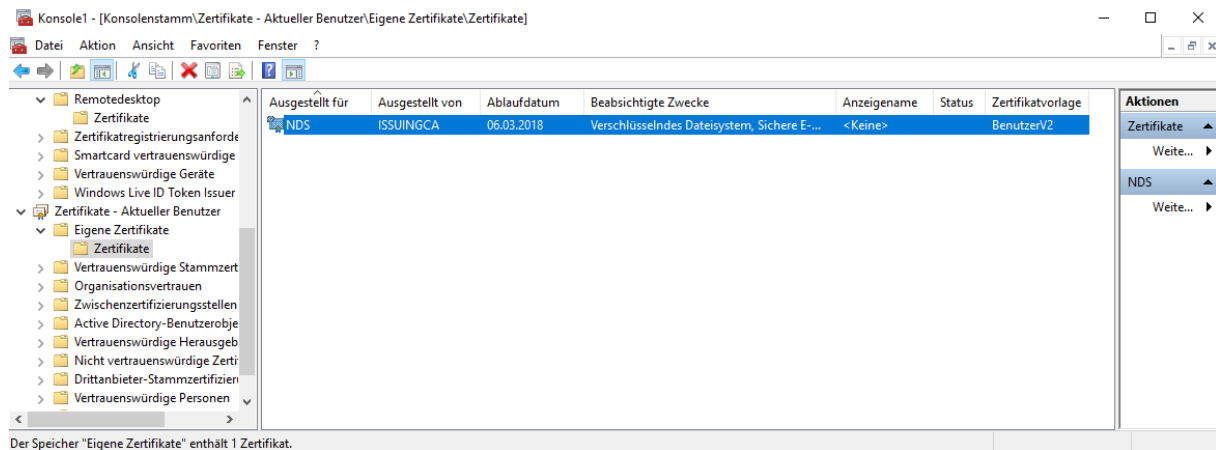 Konsole1 - [Konsolenstamm\Zertifikate - Aktueller Benutzer\Eigene Zertifikate\Zertifikate]
Datei Aktion Ansicht Favoriten Fenster ?
Remotedesktop
Zertifikate
Zertifikatregistrierungsanforde
Smartcard vertrauenswürdige
Vertrauenswürdige Geräte
Windows Live ID Token Issuer
Zertifikate - Aktueller Benutzer
Eigene Zertifikate
Zertifikate
Vertrauenswürdige Stammzert
Organisationsvertrauen
Zwischenzertifizierungsstellen
Active Directory-Benutzerobje
Vertrauenswürdige Herausgeb
Nicht vertrauenswürdige Zerti
Drittanbieter-Stammzertifizier
Vertrauenswürdige Personen
Ausgestellt für Ausgestellt von Ablaufdatum Beabsichtigte Zwecke Anzeigename Status Zertifikatvorlage
NDS ISSUINGCA 06.03.2018 Verschlüsselndes Dateisystem, Sichere E-... <Keine> BenutzerV2
Aktionen
Zertifikate
Weite...
NDS
Weite...
Der Speicher "Eigene Zertifikate" enthält 1 Zertifikat.